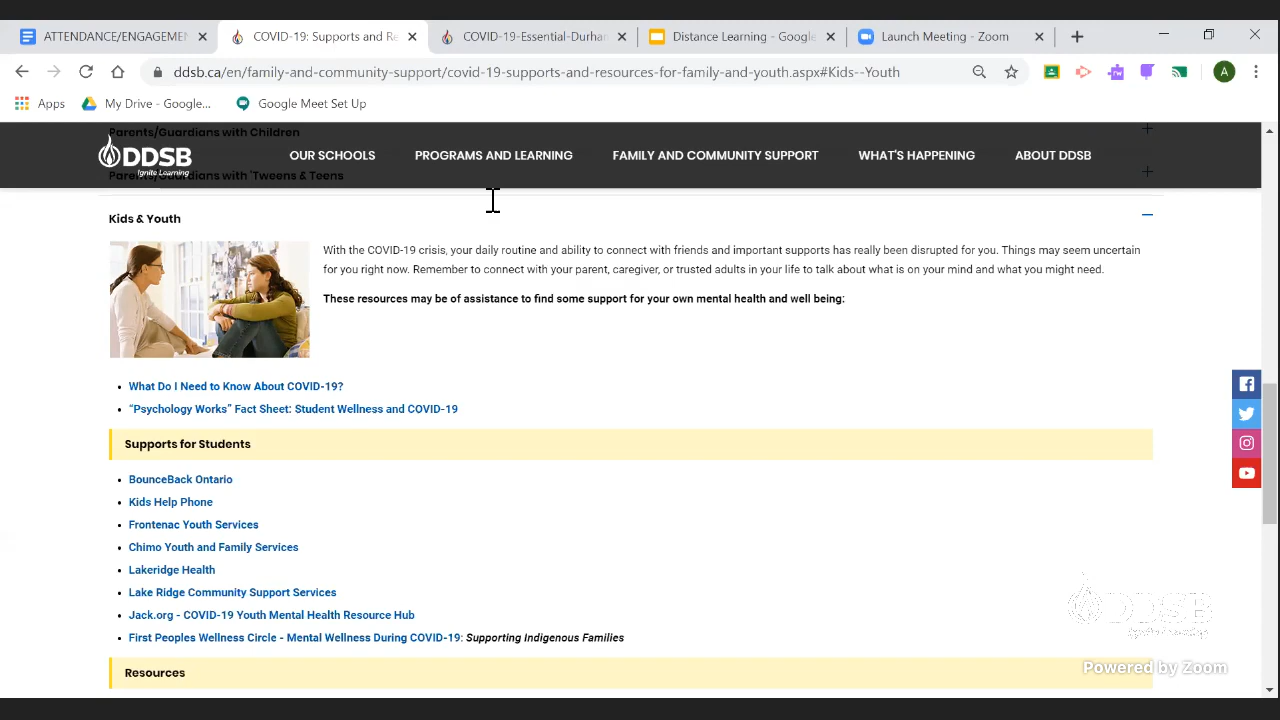 ATTENDANCE/ENGAGEMEN
COVID-19: Supports and Re
COVID-19-Essential-Durhan
Distance Learning - Google
Launch Meeting - Zoom
ddsb.ca/en/family-and-community-support/covid-19-supports-and-resources-for-family-and-youth.aspx#Kids--Youth
A
Apps
My Drive - Google...
Google Meet Set Up
Parents/Guardians with Children
DDSB
Ignite Learning
OUR SCHOOLS
PROGRAMS AND LEARNING
FAMILY AND COMMUNITY SUPPORT
WHAT'S HAPPENING
ABOUT DDSB
Parents/Guardians with 'Tweens & Teens
Kids & Youth
With the COVID-19 crisis, your daily routine and ability to connect with friends and important supports has really been disrupted for you. Things may seem uncertain
for you right now. Remember to connect with your parent, caregiver, or trusted adults in your life to talk about what is on your mind and what you might need.
These resources may be of assistance to find some support for your own mental health and well being:
What Do I Need to Know About COVID-19?
“Psychology Works” Fact Sheet: Student Wellness and COVID-19
Supports for Students
BounceBack Ontario
Kids Help Phone
Frontenac Youth Services
Chimo Youth and Family Services
Lakeridge Health
Lake Ridge Community Support Services
Jack.org - COVID-19 Youth Mental Health Resource Hub
First Peoples Wellness Circle - Mental Wellness During COVID-19: Supporting Indigenous Families
DDSB
Ignite Learning
Powered by Zoom
Resources